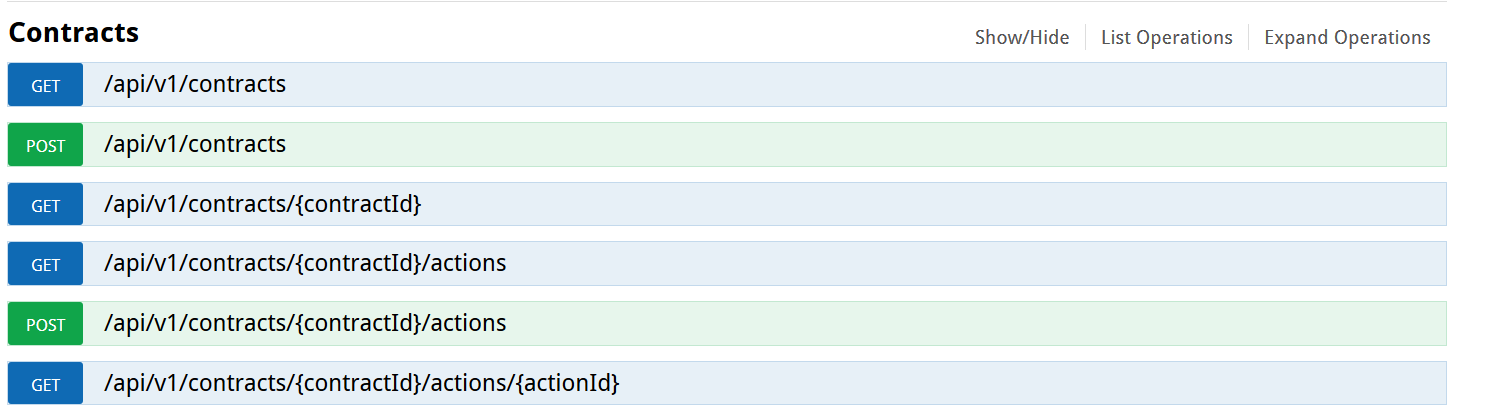 Contracts
Show/Hide List Operations Expand Operations
GET /api/v1/contracts
POST /api/v1/contracts
GET /api/v1/contracts/{contractId}
GET /api/v1/contracts/{contractId}/actions
POST /api/v1/contracts/{contractId}/actions
GET /api/v1/contracts/{contractId}/actions/{actionId}